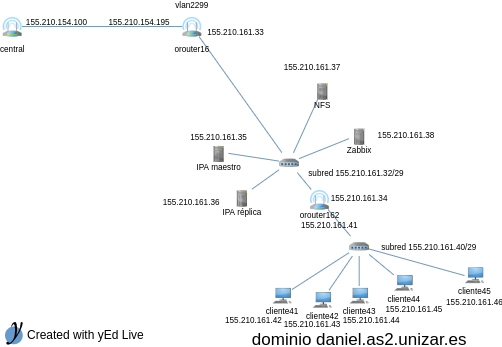 vlan2299
155.210.154.100
155.210.154.195
155.210.161.33
central
orouter16
155.210.161.37
NFS
155.210.161.35
155.210.161.38
IPA maestro
Zabbix
subred 155.210.161.32/29
155.210.161.36
IPA réplica
155.210.161.34
orouter162
155.210.161.41
subred 155.210.161.40/29
cliente45
155.210.161.46
cliente44
155.210.161.45
cliente41
155.210.161.42
cliente42
155.210.161.43
cliente43
155.210.161.44
y Created with yEd Live
dominio daniel.as2.unizar.es